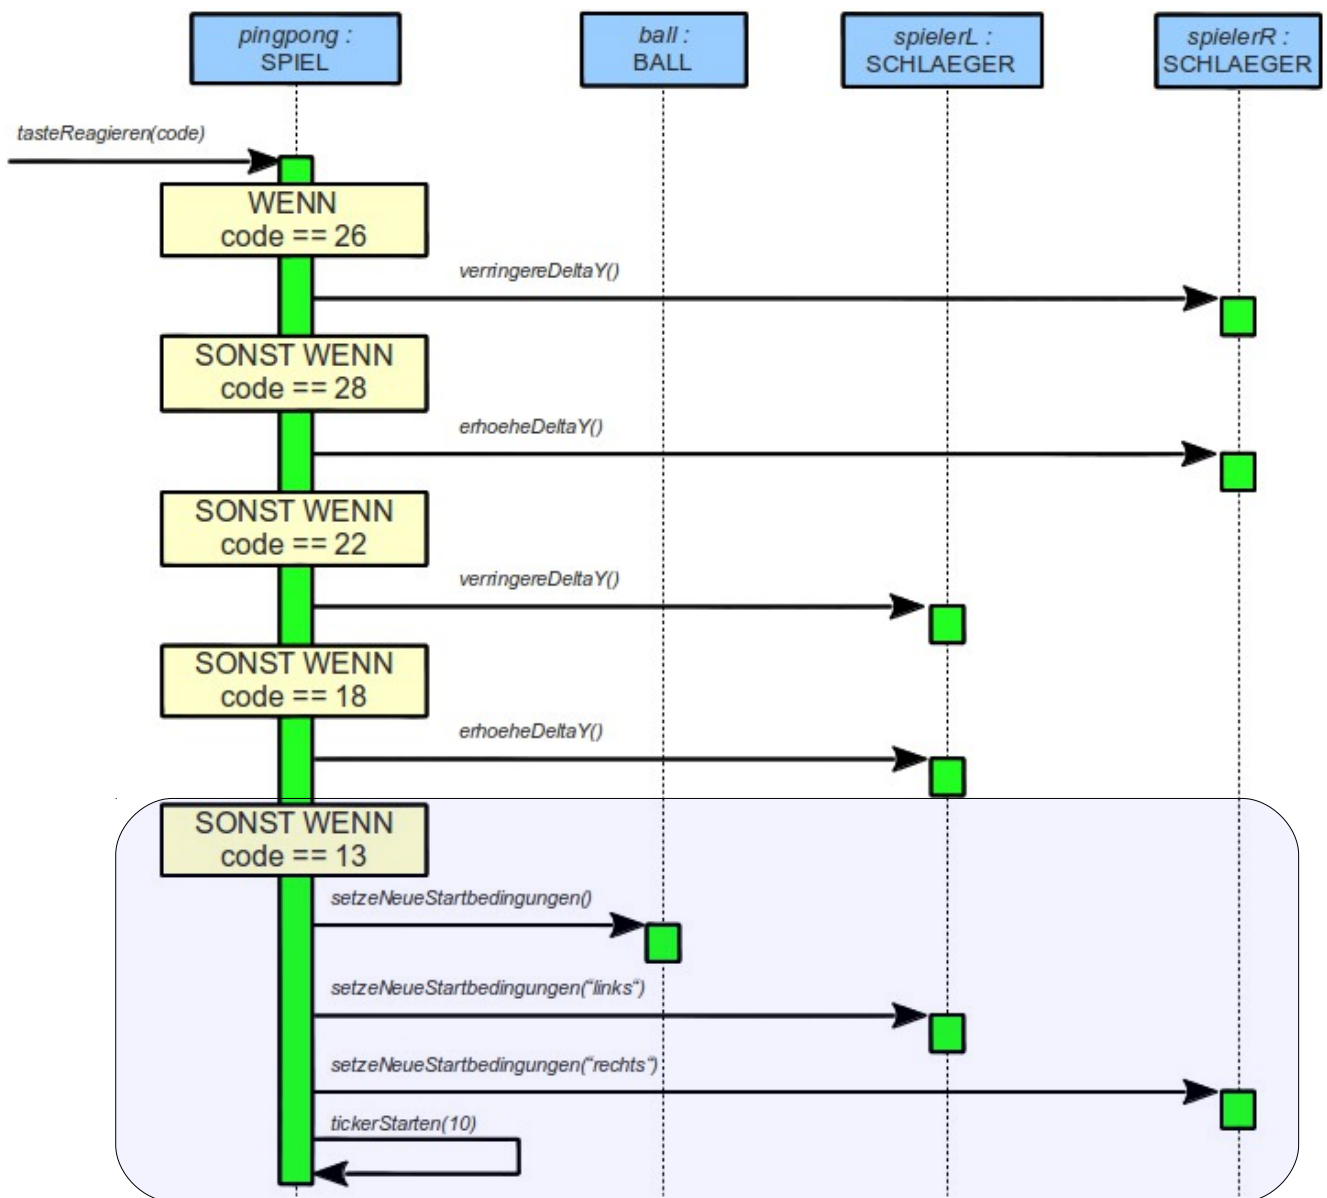 pingpong :
SPIEL
ball :
BALL
spielerL :
SCHLAEGER
spielerR :
SCHLAEGER
tasteReagieren(code)
WENN
code == 26
verringereDeltaY()
SONST WENN
code == 28
erhoeheDeltaY()
SONST WENN
code == 22
verringereDeltaY()
SONST WENN
code == 18
erhoeheDeltaY()
SONST WENN
code == 13
setzeNeueStartbedingungen()
setzeNeueStartbedingungen(“links“)
setzeNeueStartbedingungen(“rechts“)
tickerStarten(10)